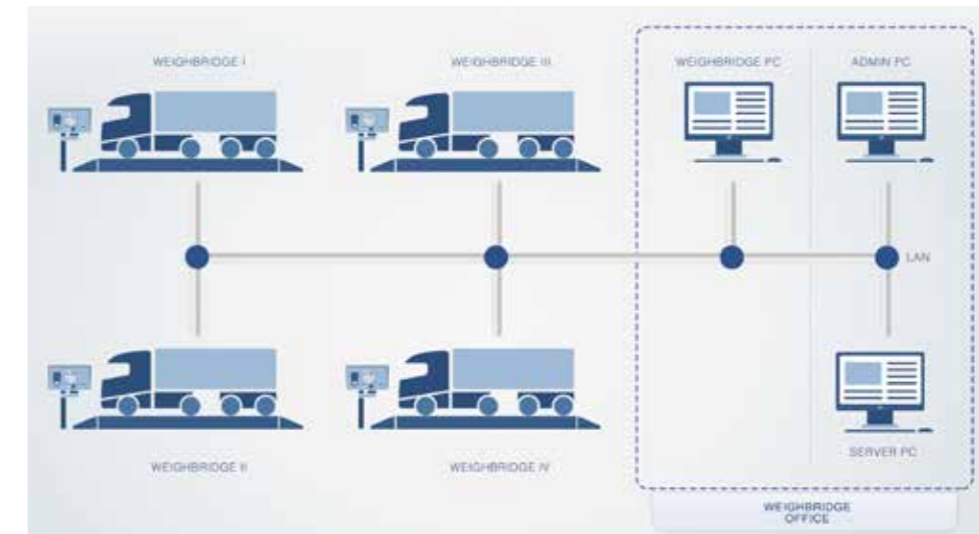 WEIGHBRIDGE I
WEIGHBRIDGE III
WEIGHBRIDGE PC
ADMIN PC
LAN
WEIGHBRIDGE II
WEIGHBRIDGE IV
SERVER PC
WEIGHBRIDGE
OFFICE